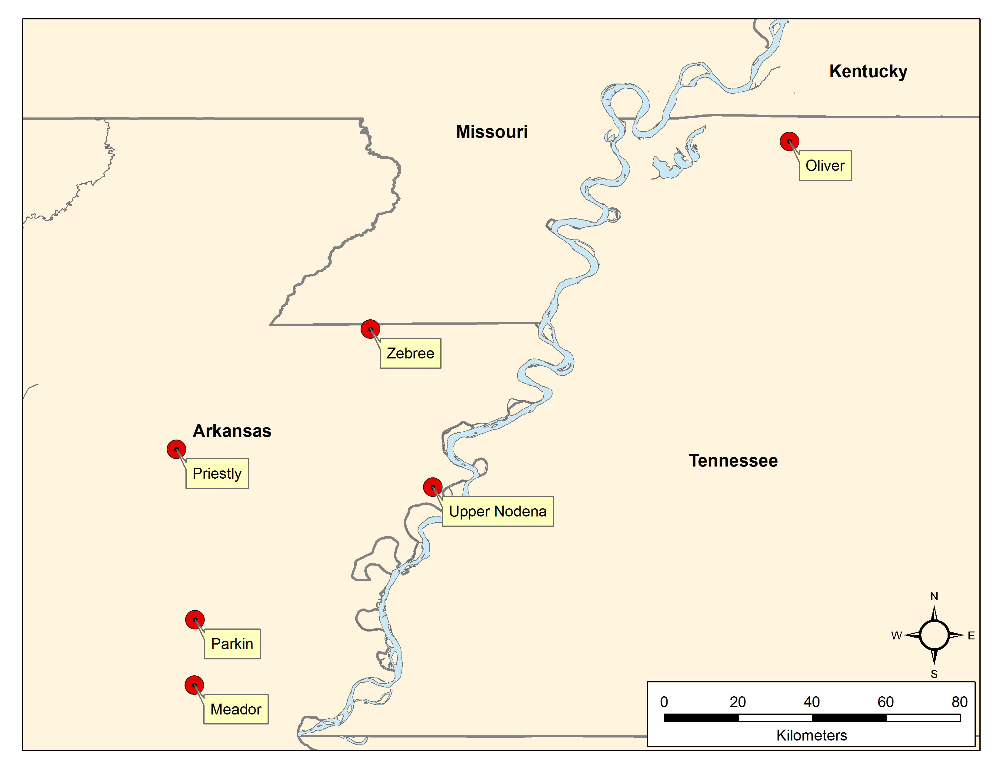 Kentucky
Missouri
Oliver
Zebree
Arkansas
Priestly
Tennessee
Upper Nodena
N
W E
S
Parkin
Meador
0 20 40 60 80
Kilometers